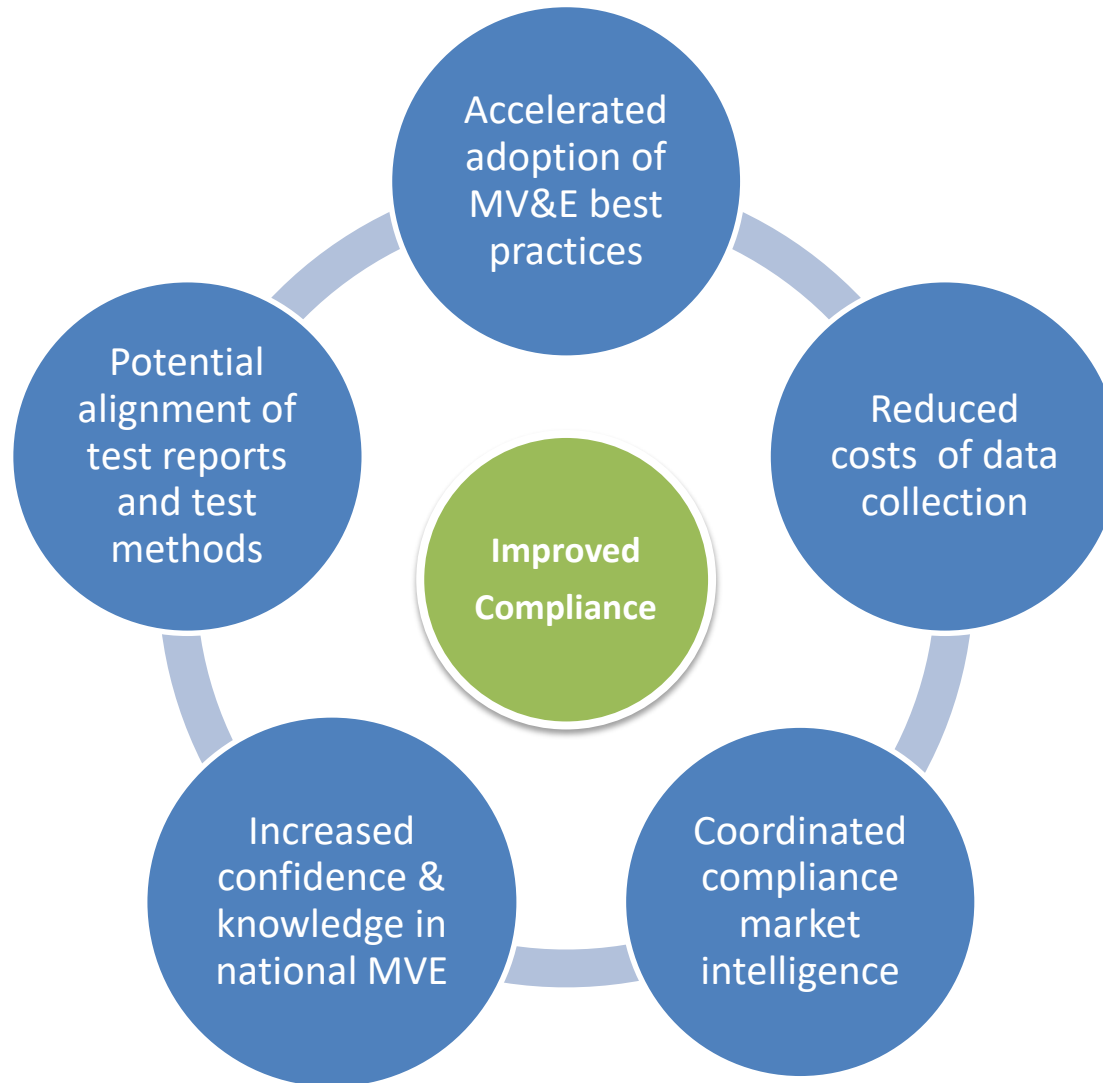 Accelerated
adoption of
MV&E best
practices
Reduced
costs  of data
collection
Coordinated
compliance
market
intelligence
Increased
confidence &
knowledge in
national MVE
Potential
alignment of
test reports
and test
methods
Improved
Compliance